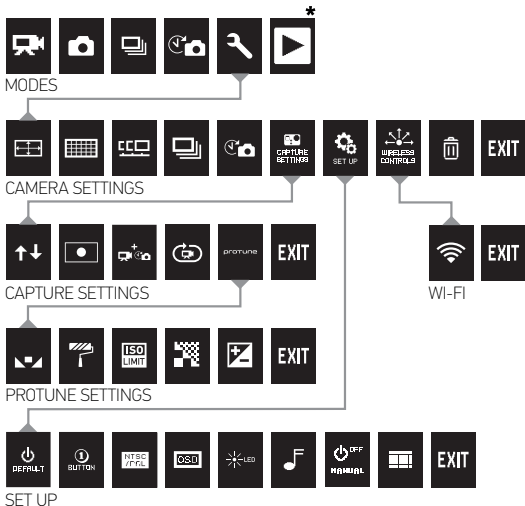 *
MODES
CAPTURE
SETTINGS
SET UP
WIRELESS
CONTROLS
EXIT
CAMERA SETTINGS
protune
EXIT
EXIT
CAPTURE SETTINGS
WI-FI
ISO
LIMIT
EXIT
PROTUNE SETTINGS
DEFAULT
1
BUTTON
NTSC
/PAL
OSD
LED
OFF
MANUAL
EXIT
SET UP